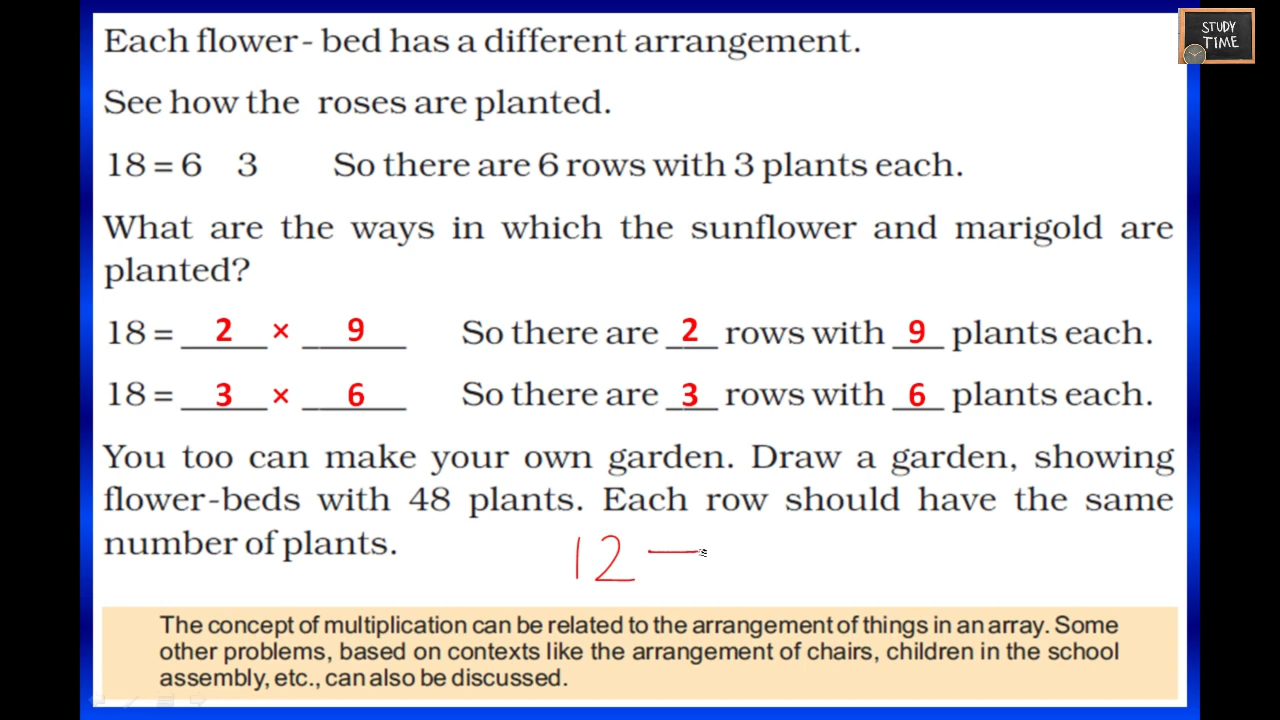 STUDY
TIME
Each flower - bed has a different arrangement.
See how the roses are planted.
18 = 6 3 So there are 6 rows with 3 plants each.
What are the ways in which the sunflower and marigold are
planted?
18 = 2 × 9 So there are 2 rows with 9 plants each.
18 = 3 × 6 So there are 3 rows with 6 plants each.
You too can make your own garden. Draw a garden, showing
flower-beds with 48 plants. Each row should have the same
number of plants.
12 —
The concept of multiplication can be related to the arrangement of things in an array. Some
other problems, based on contexts like the arrangement of chairs, children in the school
assembly, etc., can also be discussed.